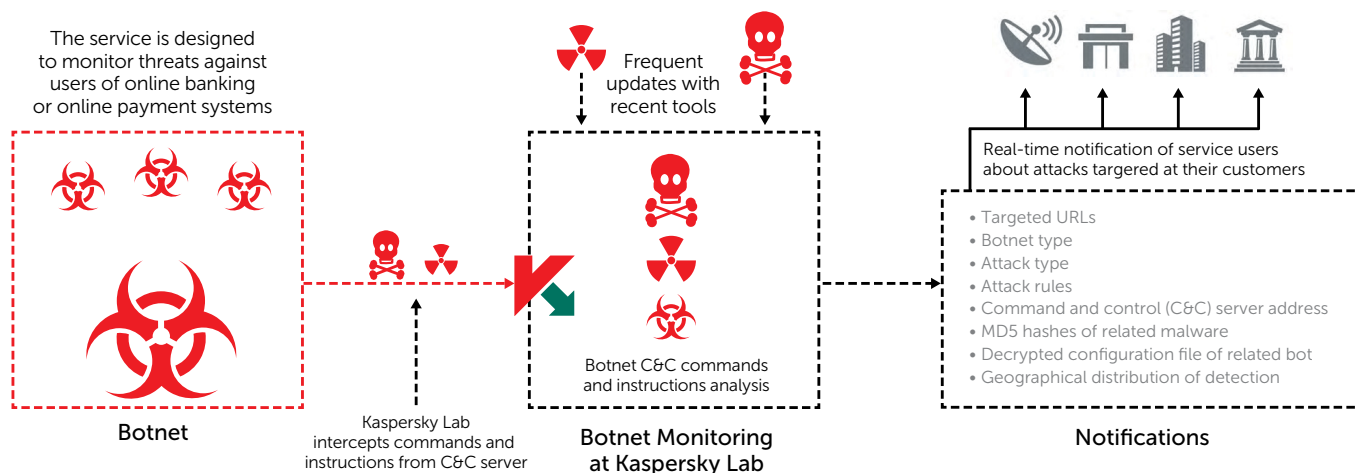 The service is designed
to monitor threats against
users of online banking
or online payment systems
Botnet
Kaspersky Lab
intercepts commands and
instructions from C&C server
Frequent
updates with
recent tools
Botnet C&C commands
and instructions analysis
Botnet Monitoring
at Kaspersky Lab
Real-time notification of service users
about attacks targered at their customers
• Targeted URLs
• Botnet type
• Attack type
• Attack rules
• Command and control (C&C) server address
• MD5 hashes of related malware
• Decrypted configuration file of related bot
• Geographical distribution of detection
Notifications